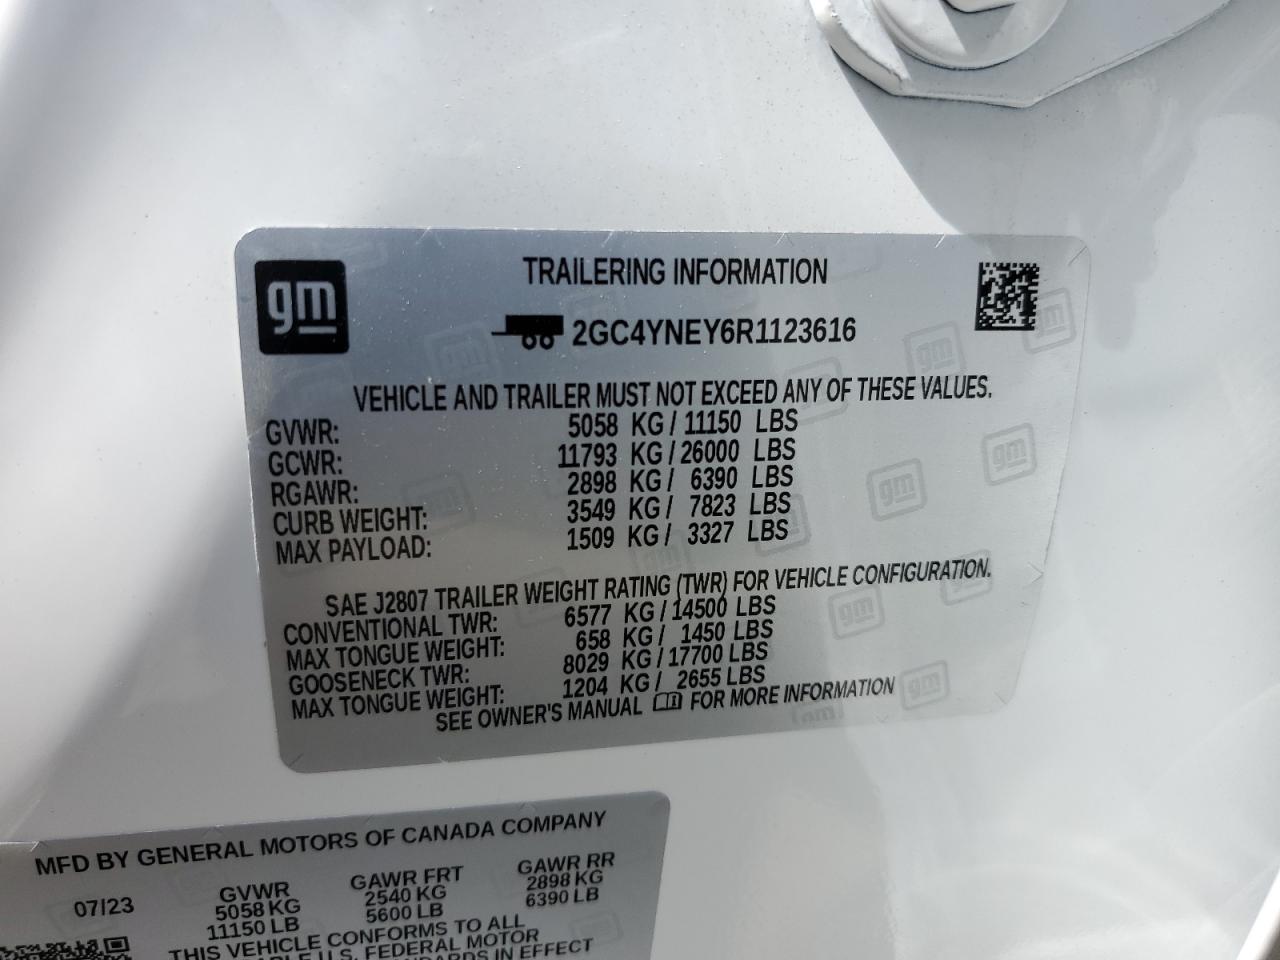 gm
TRAILERING INFORMATION
2GC4YNEY6R1123616
VEHICLE AND TRAILER MUST NOT EXCEED ANY OF THESE VALUES.
GVWR: 5058 KG / 11150 LBS
GCWR: 11793 KG / 26000 LBS
RGAWR: 2898 KG / 6390 LBS
CURB WEIGHT: 3549 KG / 7823 LBS
MAX PAYLOAD: 1509 KG / 3327 LBS
SAE J2807 TRAILER WEIGHT RATING (TWR) FOR VEHICLE CONFIGURATION.
CONVENTIONAL TWR: 6577 KG / 14500 LBS
MAX TONGUE WEIGHT: 658 KG / 1450 LBS
GOOSENECK TWR: 8029 KG / 17700 LBS
MAX TONGUE WEIGHT: 1204 KG / 2655 LBS
SEE OWNER'S MANUAL FOR MORE INFORMATION
MFD BY GENERAL MOTORS OF CANADA COMPANY
07/23 GVWR GAWR FRT GAWR RR
5058 KG 2540 KG 2898 KG
11150 LB 5600 LB 6390 LB
THIS VEHICLE CONFORMS TO ALL
U.S. FEDERAL MOTOR
IN EFFECT